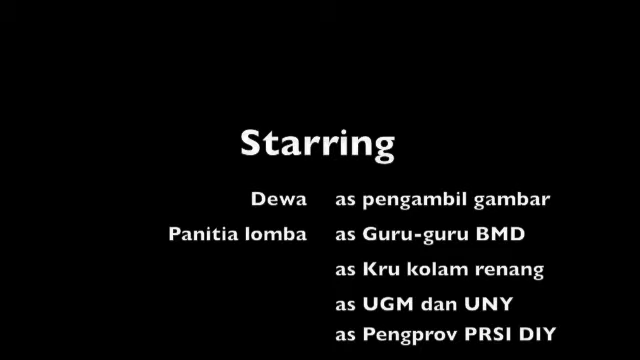 Starring
Dewa as pengambil gambar
Panitia lomba as Guru-guru BMD
as Kru kolam renang
as UGM dan UNY
as Pengprov PRSI DIY